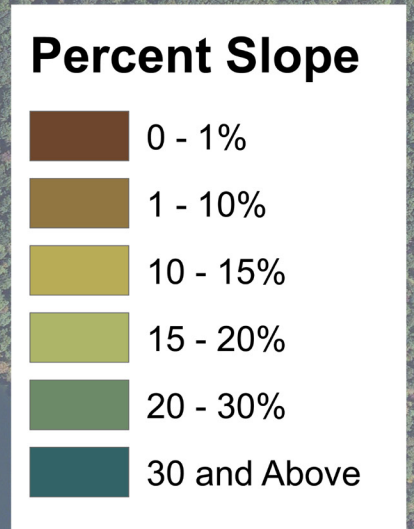 Percent Slope
0 - 1%
1 - 10%
10 - 15%
15 - 20%
20 - 30%
30 and Above